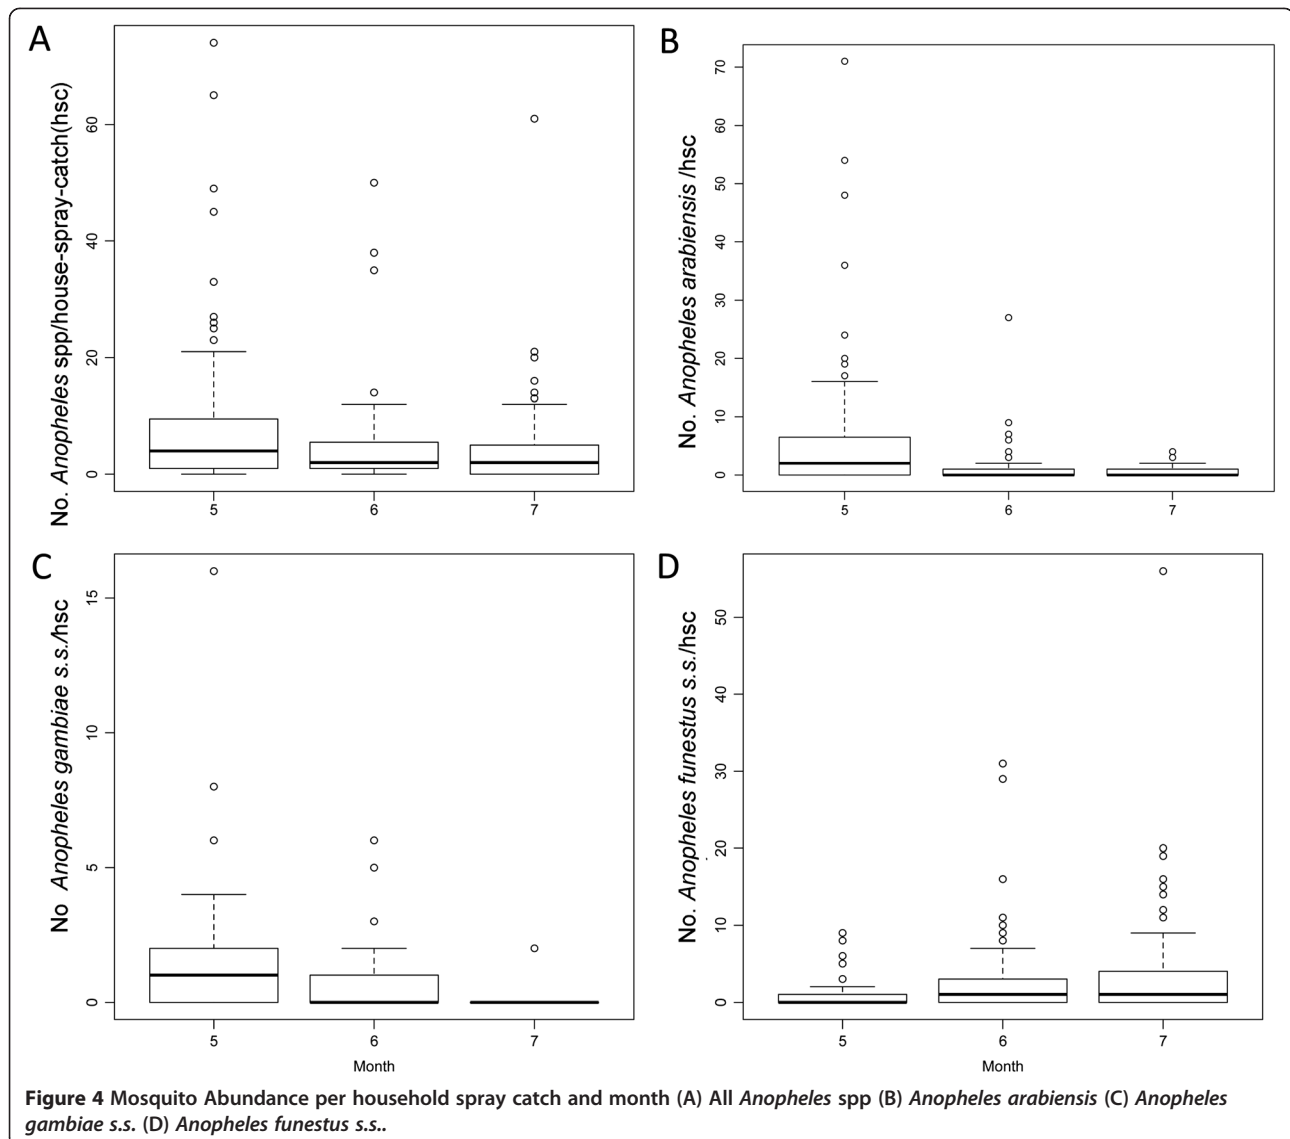 A
No. Anopheles spp/house-spray-catch(hsc)
0
20
40
60
5
6
7
B
No. Anopheles arabiensis /hsc
0
10
20
30
40
50
60
70
5
6
7
C
No Anopheles gambiae s.s./hsc
0
5
10
15
5
6
7
Month
D
No. Anopheles funestus s.s./hsc
0
10
20
30
40
50
5
6
7
Month
Figure 4 Mosquito Abundance per household spray catch and month (A) All Anopheles spp (B) Anopheles arabiensis (C) Anopheles
gambiae s.s. (D) Anopheles funestus s.s..